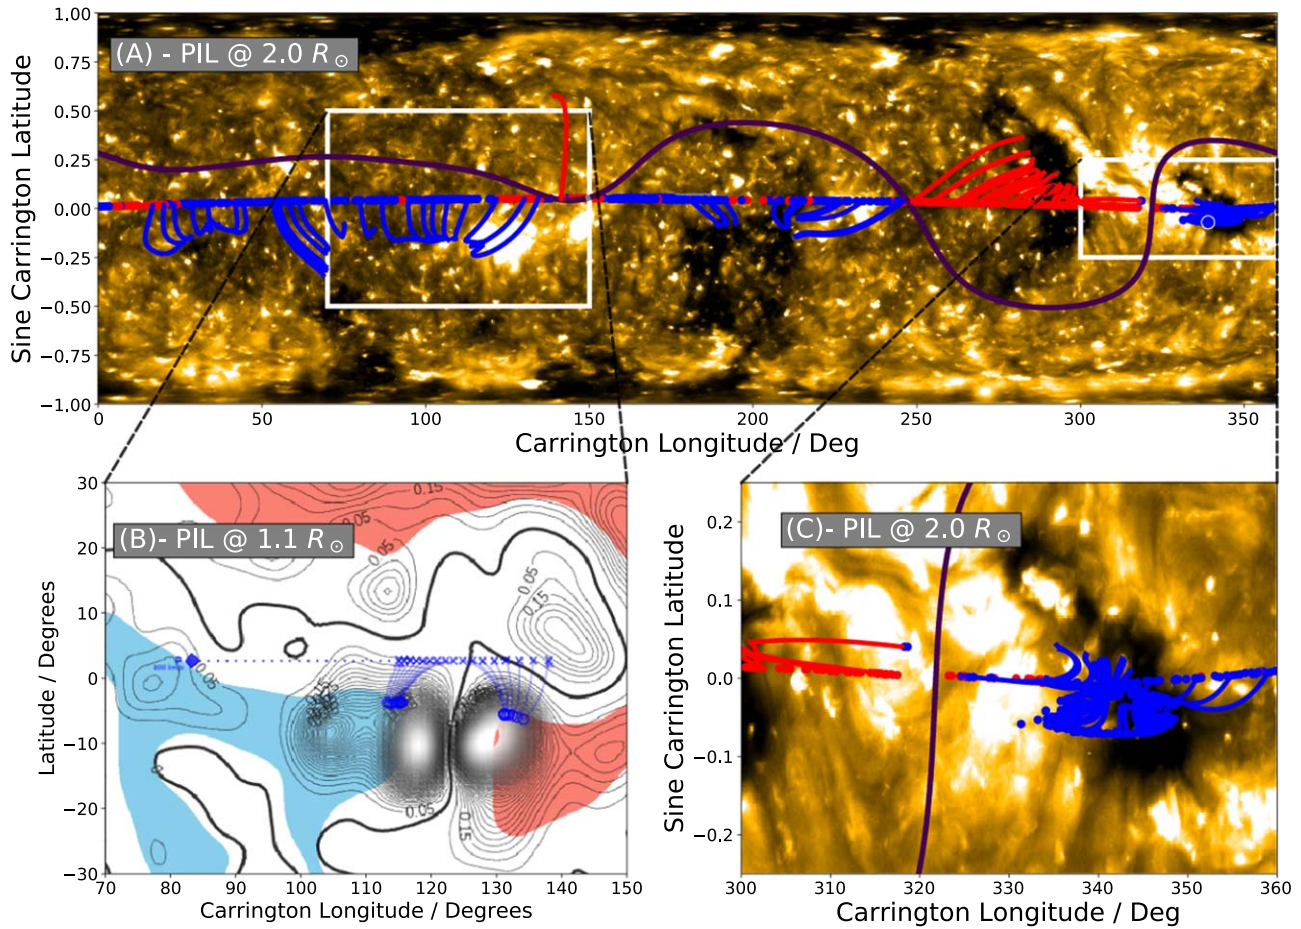 (A) - PIL @ 2.0 R⊙
1.00
0.75
0.50
0.25
0.00
−0.25
−0.50
−0.75
−1.00
Sine Carrington Latitude
0 50 100 150 200 250 300 350
Carrington Longitude / Deg
(B)- PIL @ 1.1 R⊙
30
20
10
0
−10
−20
−30
Latitude / Degrees
0.15
0.05
0.05
0.05
0.15
0.05
0.05
0.15
0
70 80 90 100 110 120 130 140 150
Carrington Longitude / Degrees
(C)- PIL @ 2.0 R⊙
0.2
0.1
0.0
−0.1
−0.2
Sine Carrington Latitude
300 310 320 330 340 350 360
Carrington Longitude / Deg